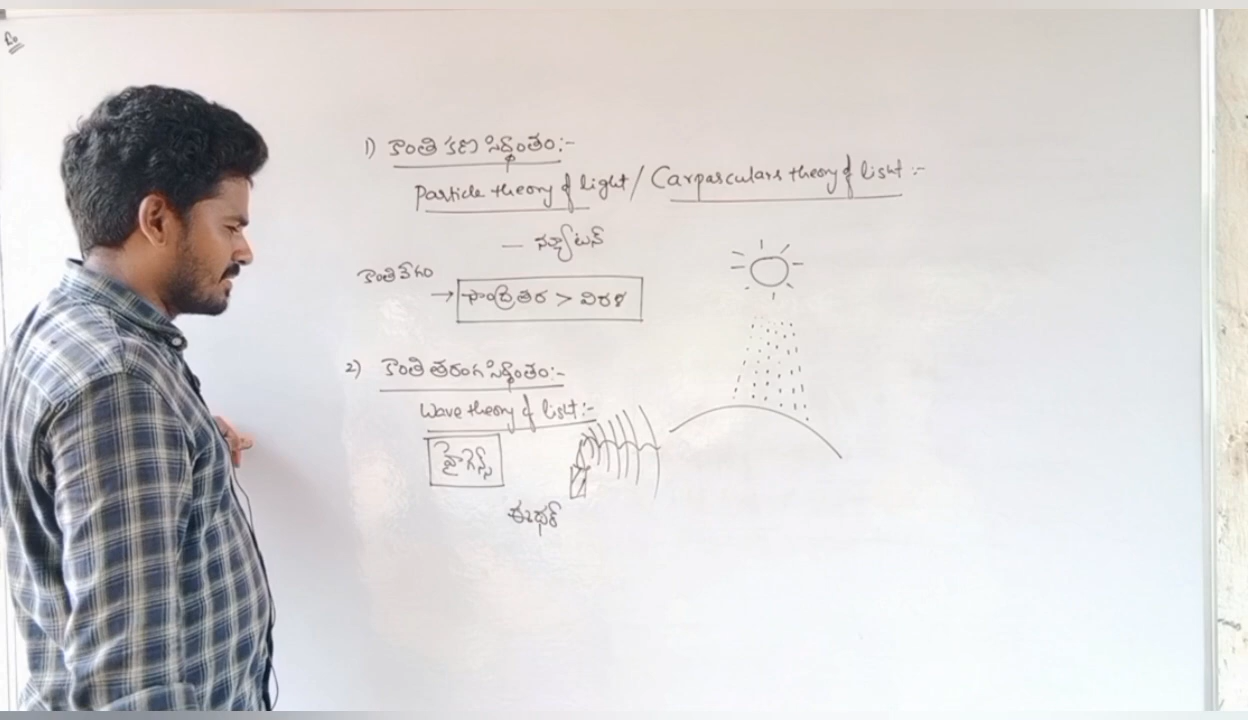 1) కాంతి కణ సిద్ధాంతం:-
Particle theory of light / Carpasculars theory of light :-
— న్యూటన్
కాంతివేగం
→ సాంద్రతర > విరళ
2) కాంతి తరంగ సిద్ధాంతం:-
Wave theory of light :-
హైగెన్స్
ఈథర్